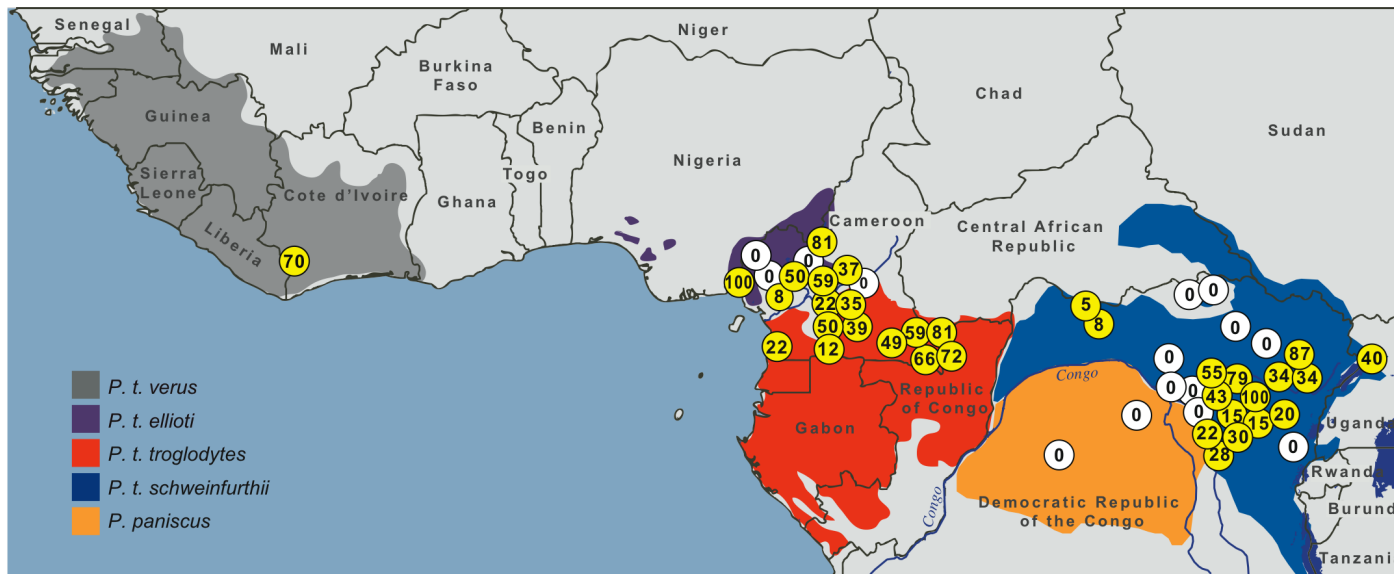 Senegal
Mali
Niger
Chad
Sudan
Burkina
Faso
Guinea
Benin
Nigeria
Sierra
Leone
Cote d'Ivoire
Ghana
Togo
Cameroon
Central African
Republic
Liberia
70
81
0
0
0
37
0
100
50
59
8
22
35
50
39
22
12
49
59
81
66
72
5
8
0
0
0
0
87
40
0
55
79
34
34
0
0
43
100
0
15
15
20
0
22
30
28
0
0
Congo
Republic
of Congo
Gabon
Uganda
Rwanda
Democratic Republic
of the Congo
Congo
Burund
Tanzani
P. t. verus
P. t. ellioti
P. t. troglodytes
P. t. schweinfurthii
P. paniscus